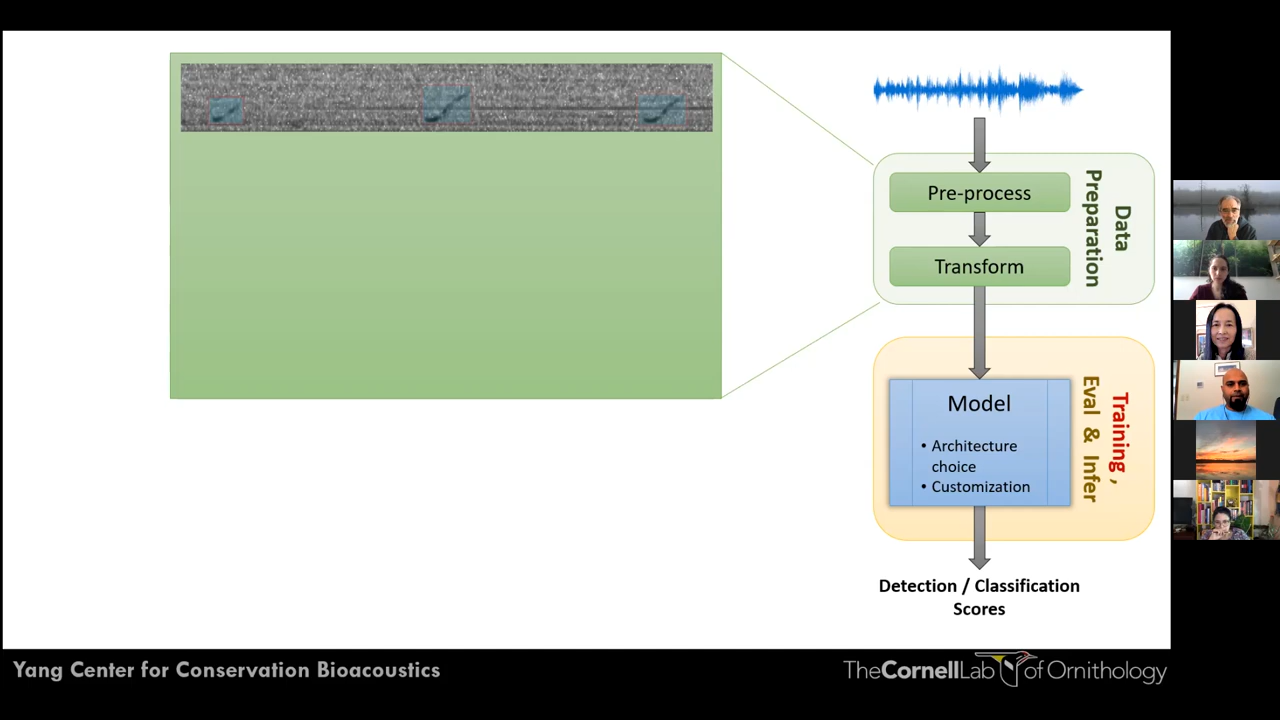 Pre-process
Transform
Data
Preparation
Model
• Architecture
choice
• Customization
Training,
Eval & Infer
Detection / Classification
Scores
Yang Center for Conservation Bioacoustics
TheCornellLab of Ornithology